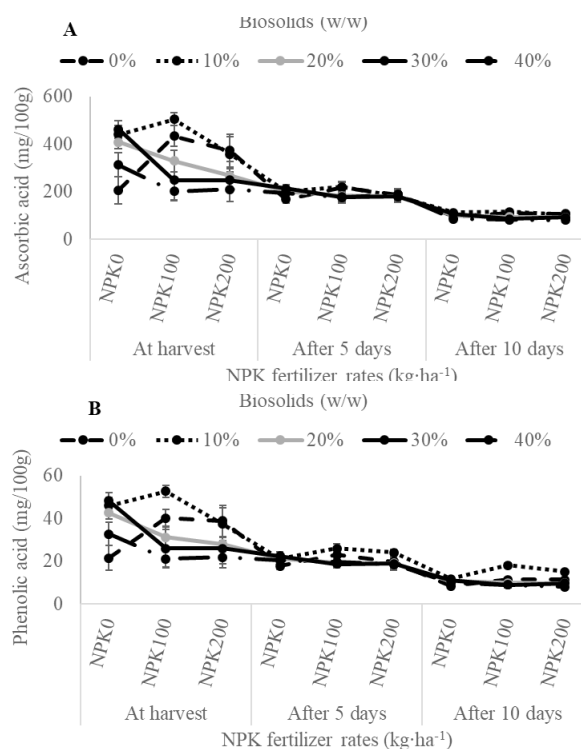 Biosolids (w/w)
A
0% 10% 20% 30% 40%
Ascorbic acid (mg/100g)
600
400
200
0
NPK0 NPK100 NPK200 NPK0 NPK100 NPK200 NPK0 NPK100 NPK200
At harvest After 5 days After 10 days
NPK fertilizer rates (kg·ha⁻¹)
B
Biosolids (w/w)
0% 10% 20% 30% 40%
Phenolic acid (mg/100g)
60
40
20
0
NPK0 NPK100 NPK200 NPK0 NPK100 NPK200 NPK0 NPK100 NPK200
At harvest After 5 days After 10 days
NPK fertilizer rates (kg·ha⁻¹)